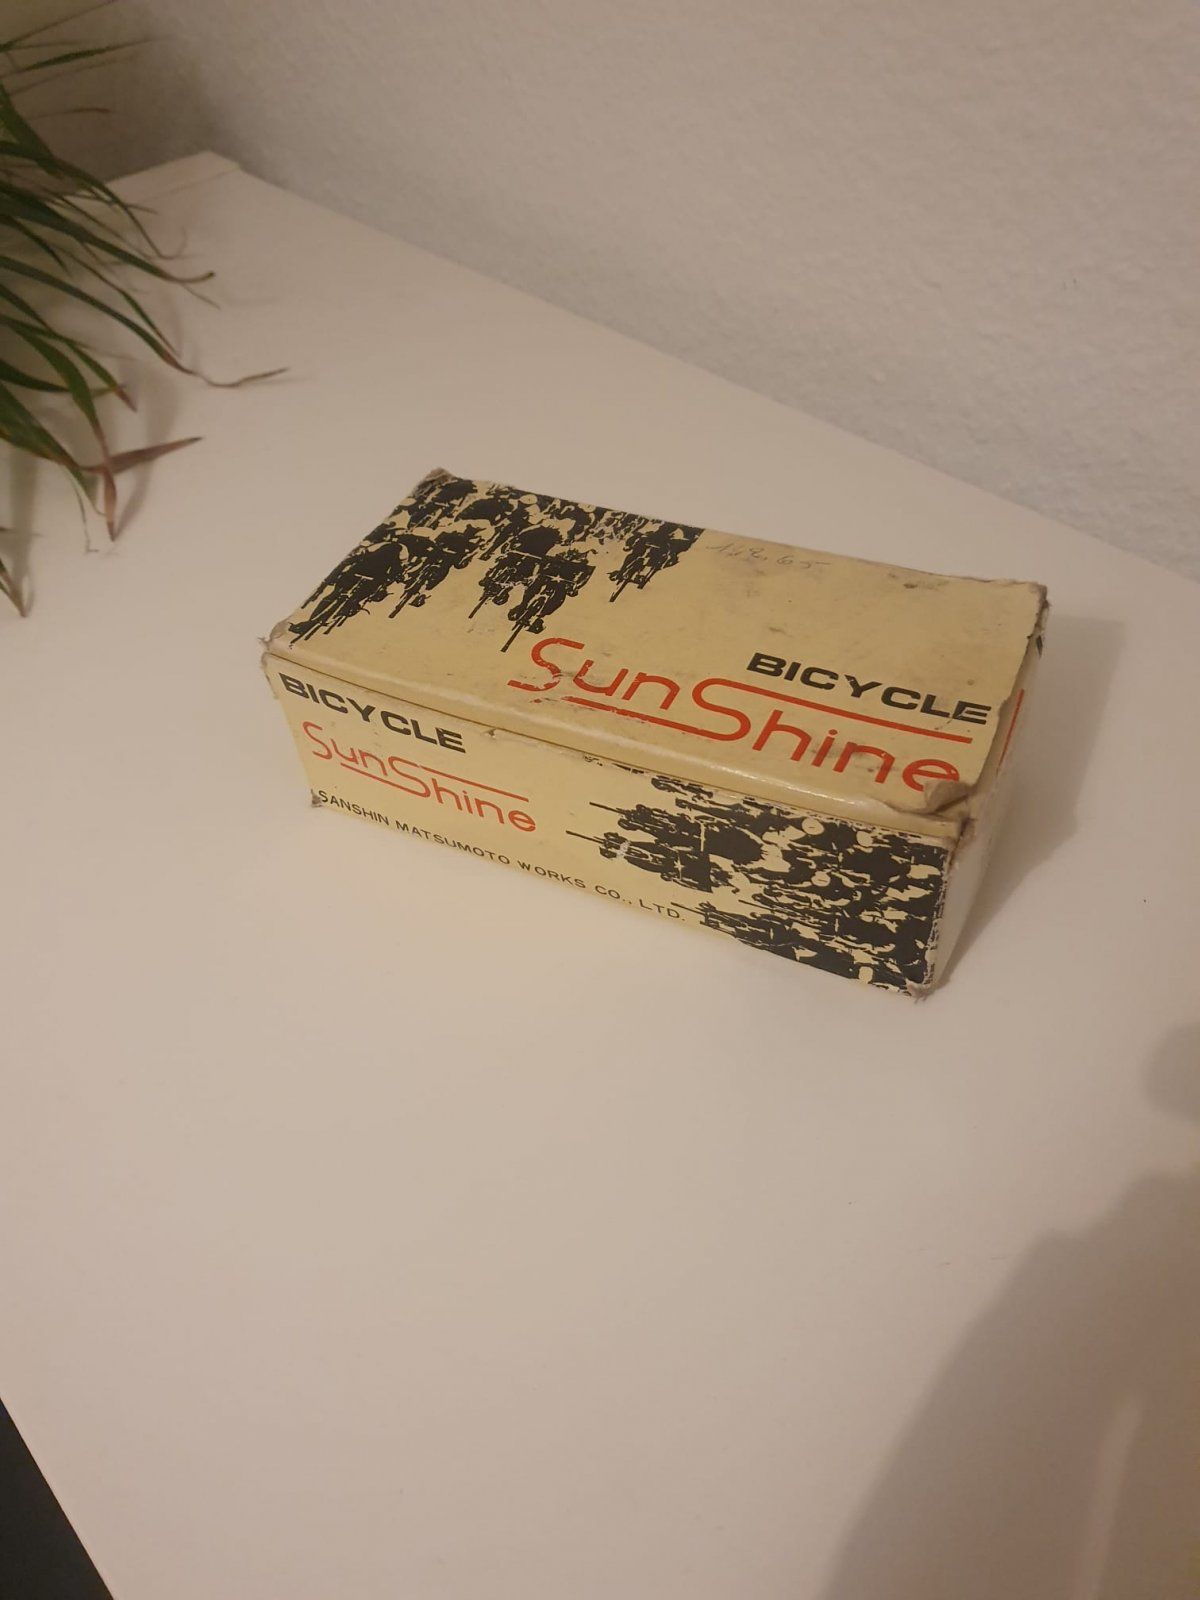 BICYCLE
SunShine
BICYCLE
SunShine
SANSHIN MATSUMOTO WORKS CO., LTD.